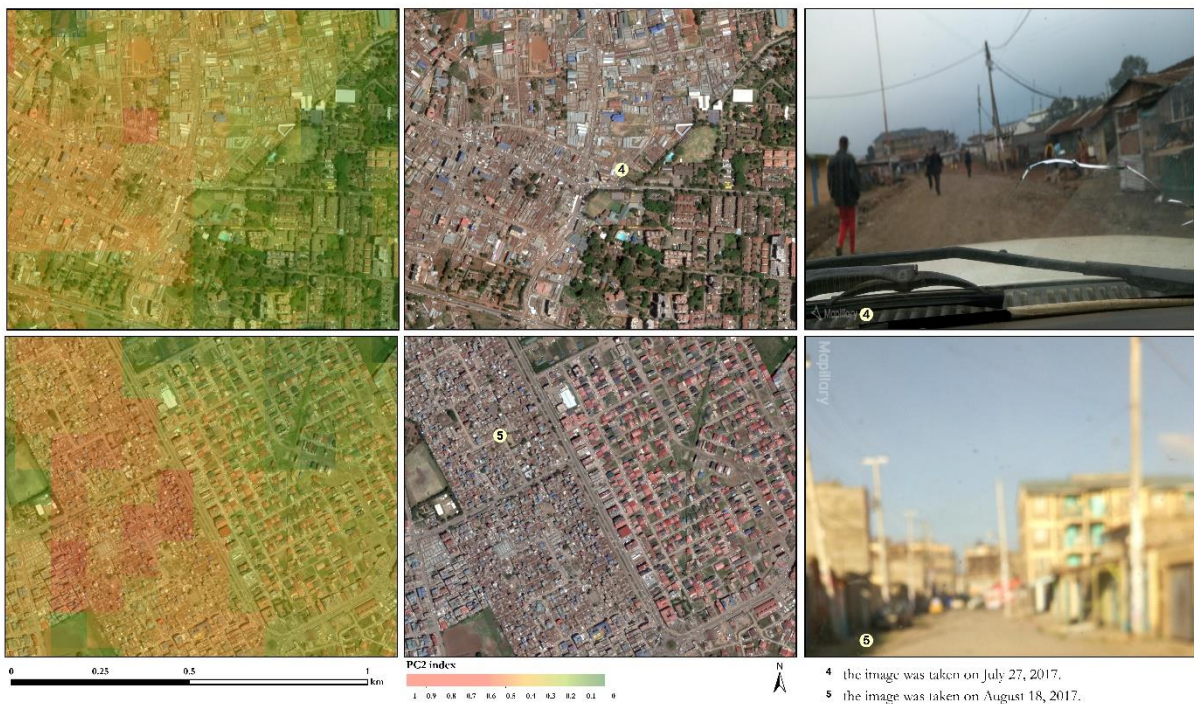 4
Mapillary 4
5
Mapillary
5
0 0.25 0.5 1
km
PC2 index
1 0.9 0.8 0.7 0.6 0.5 0.4 0.3 0.2 0.1 0
N
4 the image was taken on July 27, 2017.
5 the image was taken on August 18, 2017.